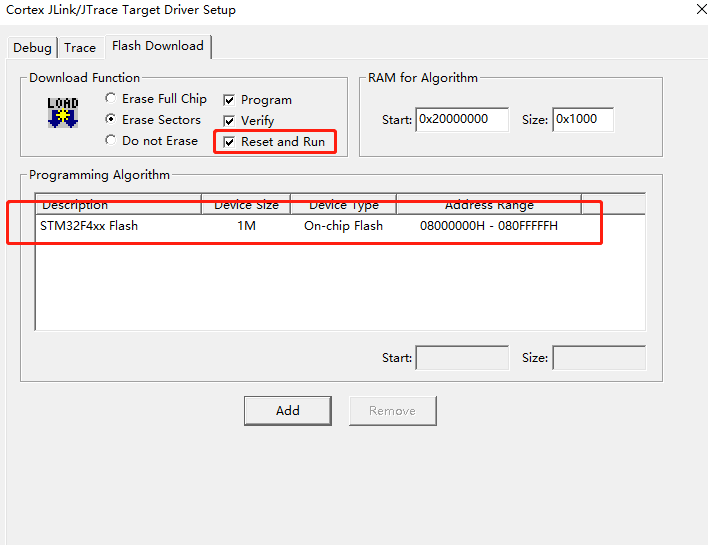 Cortex JLink/JTrace Target Driver Setup
Debug Trace Flash Download
Download Function
LOAD
Erase Full Chip
Program
Erase Sectors
Verify
Do not Erase
Reset and Run
RAM for Algorithm
Start: 0x20000000 Size: 0x1000
Programming Algorithm
Description Device Size Device Type Address Range
STM32F4xx Flash 1M On-chip Flash 08000000H - 080FFFFFH
Start: Size:
Add Remove